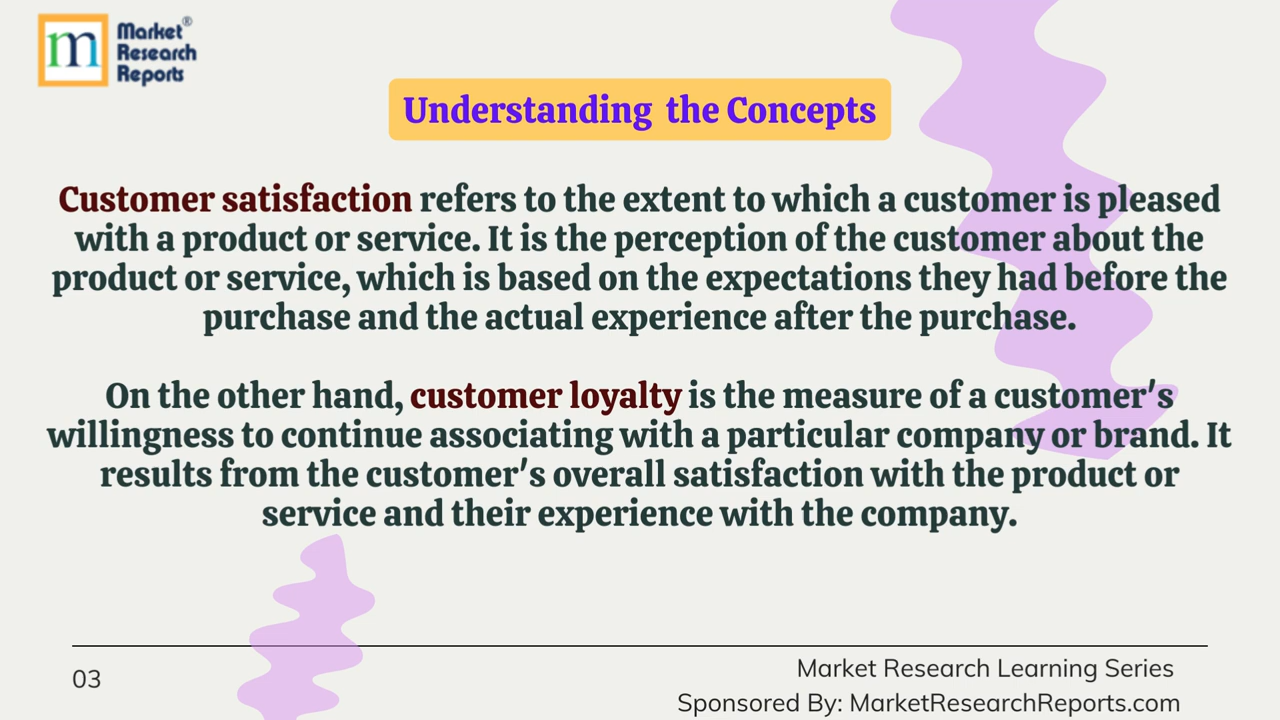 m
Market®
Research
Reports
Understanding the Concepts
Customer satisfaction refers to the extent to which a customer is pleased
with a product or service. It is the perception of the customer about the
product or service, which is based on the expectations they had before the
purchase and the actual experience after the purchase.
On the other hand, customer loyalty is the measure of a customer's
willingness to continue associating with a particular company or brand. It
results from the customer's overall satisfaction with the product or
service and their experience with the company.
03
Market Research Learning Series
Sponsored By: MarketResearchReports.com